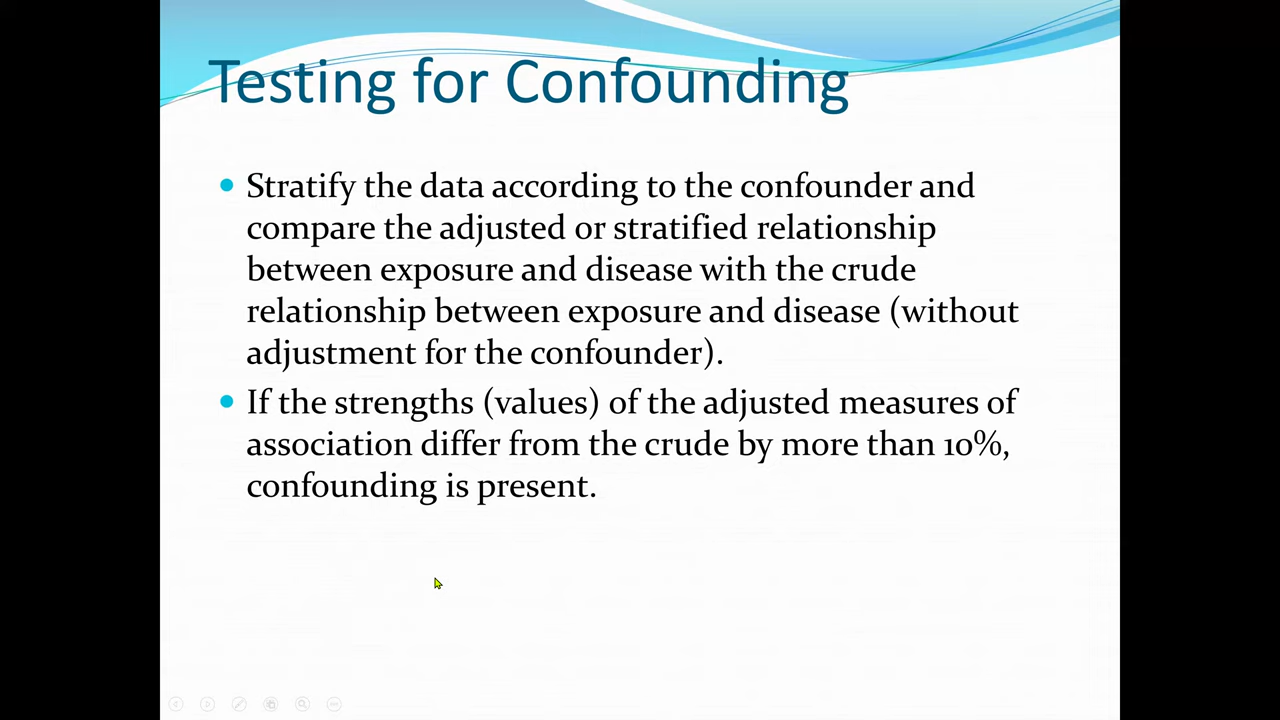 Testing for Confounding
• Stratify the data according to the confounder and
compare the adjusted or stratified relationship
between exposure and disease with the crude
relationship between exposure and disease (without
adjustment for the confounder).
• If the strengths (values) of the adjusted measures of
association differ from the crude by more than 10%,
confounding is present.